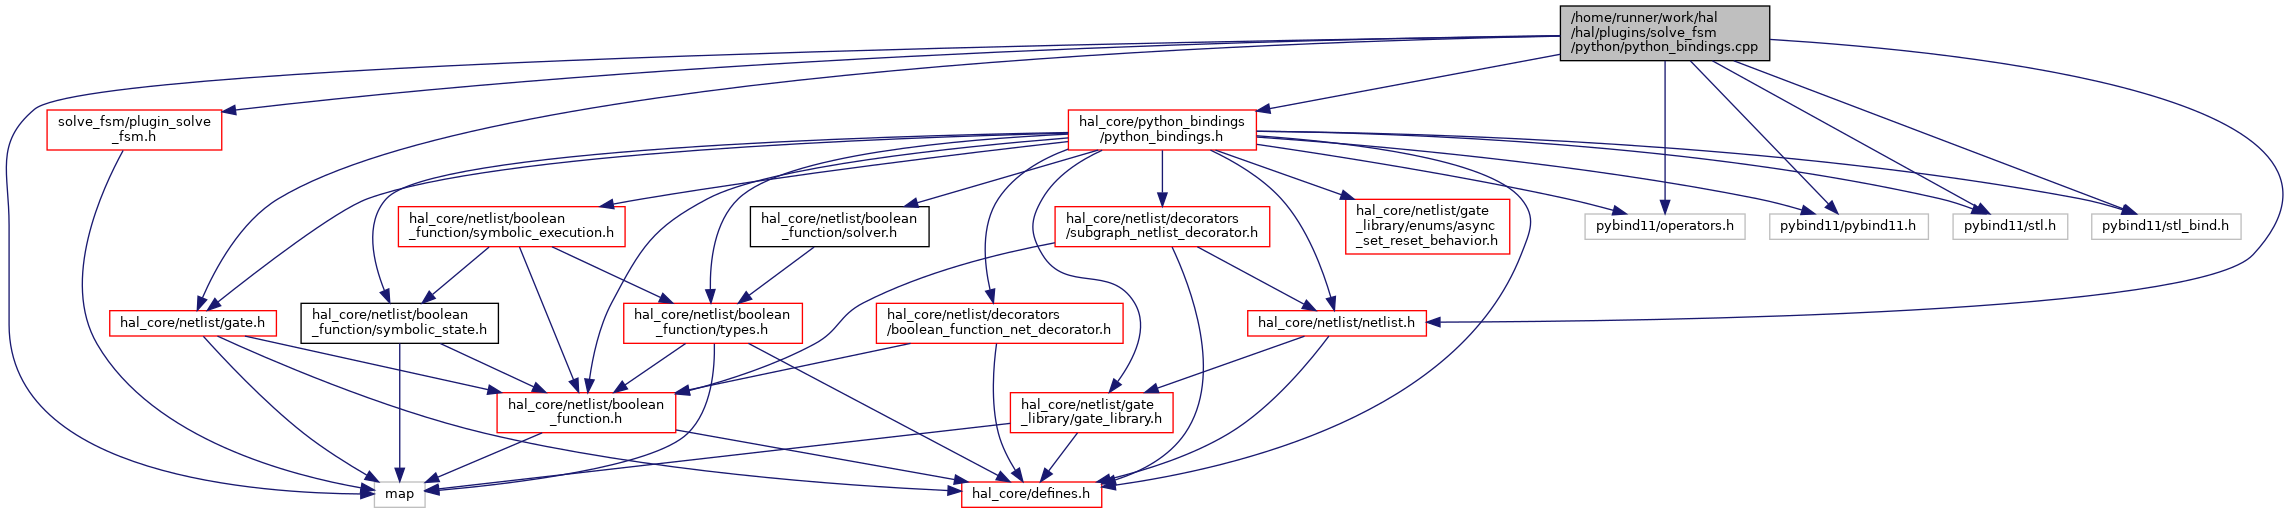 /home/runner/work/hal
/hal/plugins/solve_fsm
/python/python_bindings.cpp
solve_fsm/plugin_solve
_fsm.h
hal_core/python_bindings
/python_bindings.h
hal_core/netlist/boolean
_function/symbolic_execution.h
hal_core/netlist/boolean
_function/solver.h
hal_core/netlist/decorators
/subgraph_netlist_decorator.h
hal_core/netlist/gate
_library/enums/async
_set_reset_behavior.h
pybind11/operators.h
pybind11/pybind11.h
pybind11/stl.h
pybind11/stl_bind.h
hal_core/netlist/gate.h
hal_core/netlist/boolean
_function/symbolic_state.h
hal_core/netlist/boolean
_function/types.h
hal_core/netlist/decorators
/boolean_function_net_decorator.h
hal_core/netlist/netlist.h
hal_core/netlist/boolean
_function.h
hal_core/netlist/gate
_library/gate_library.h
map
hal_core/defines.h